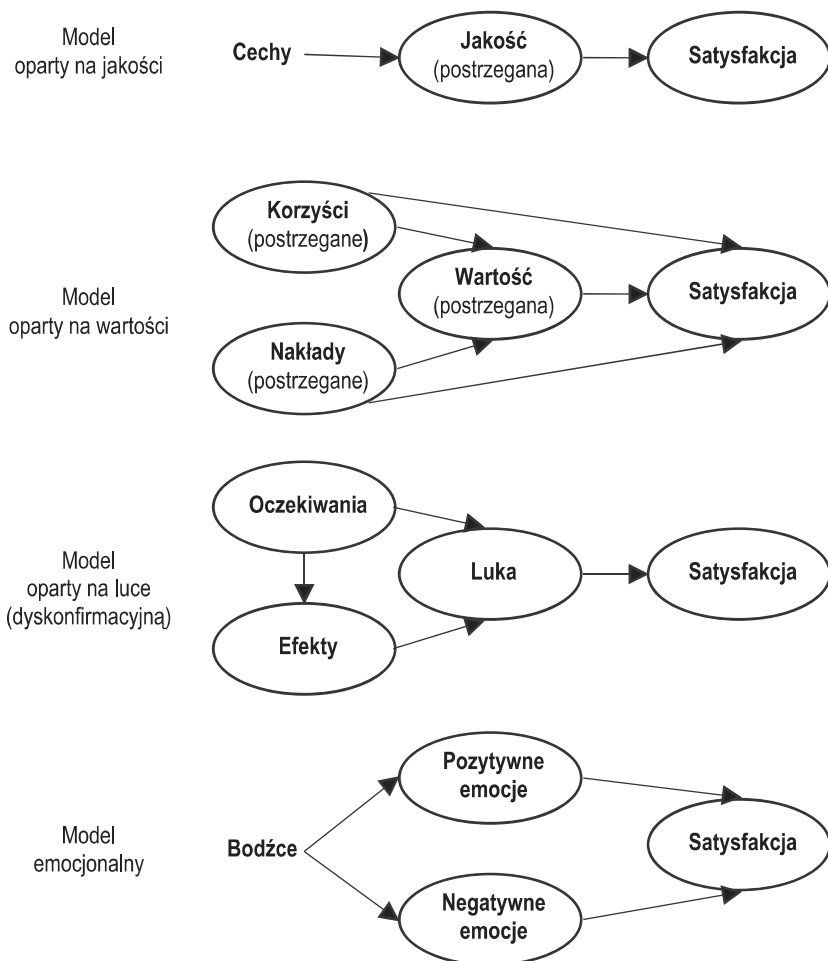 Model
oparty na jakości
Cechy
Jakość
(postrzegana)
Satysfakcja
Model
oparty na wartości
Korzyści
(postrzegane)
Wartość
(postrzegana)
Satysfakcja
Nakłady
(postrzegane)
Model
oparty na luce
(dyskonfirmacyjną)
Oczekiwania
Luka
Satysfakcja
Efekty
Model
emocjonalny
Bodźce
Pozytywne
emocje
Satysfakcja
Negatywne
emocje